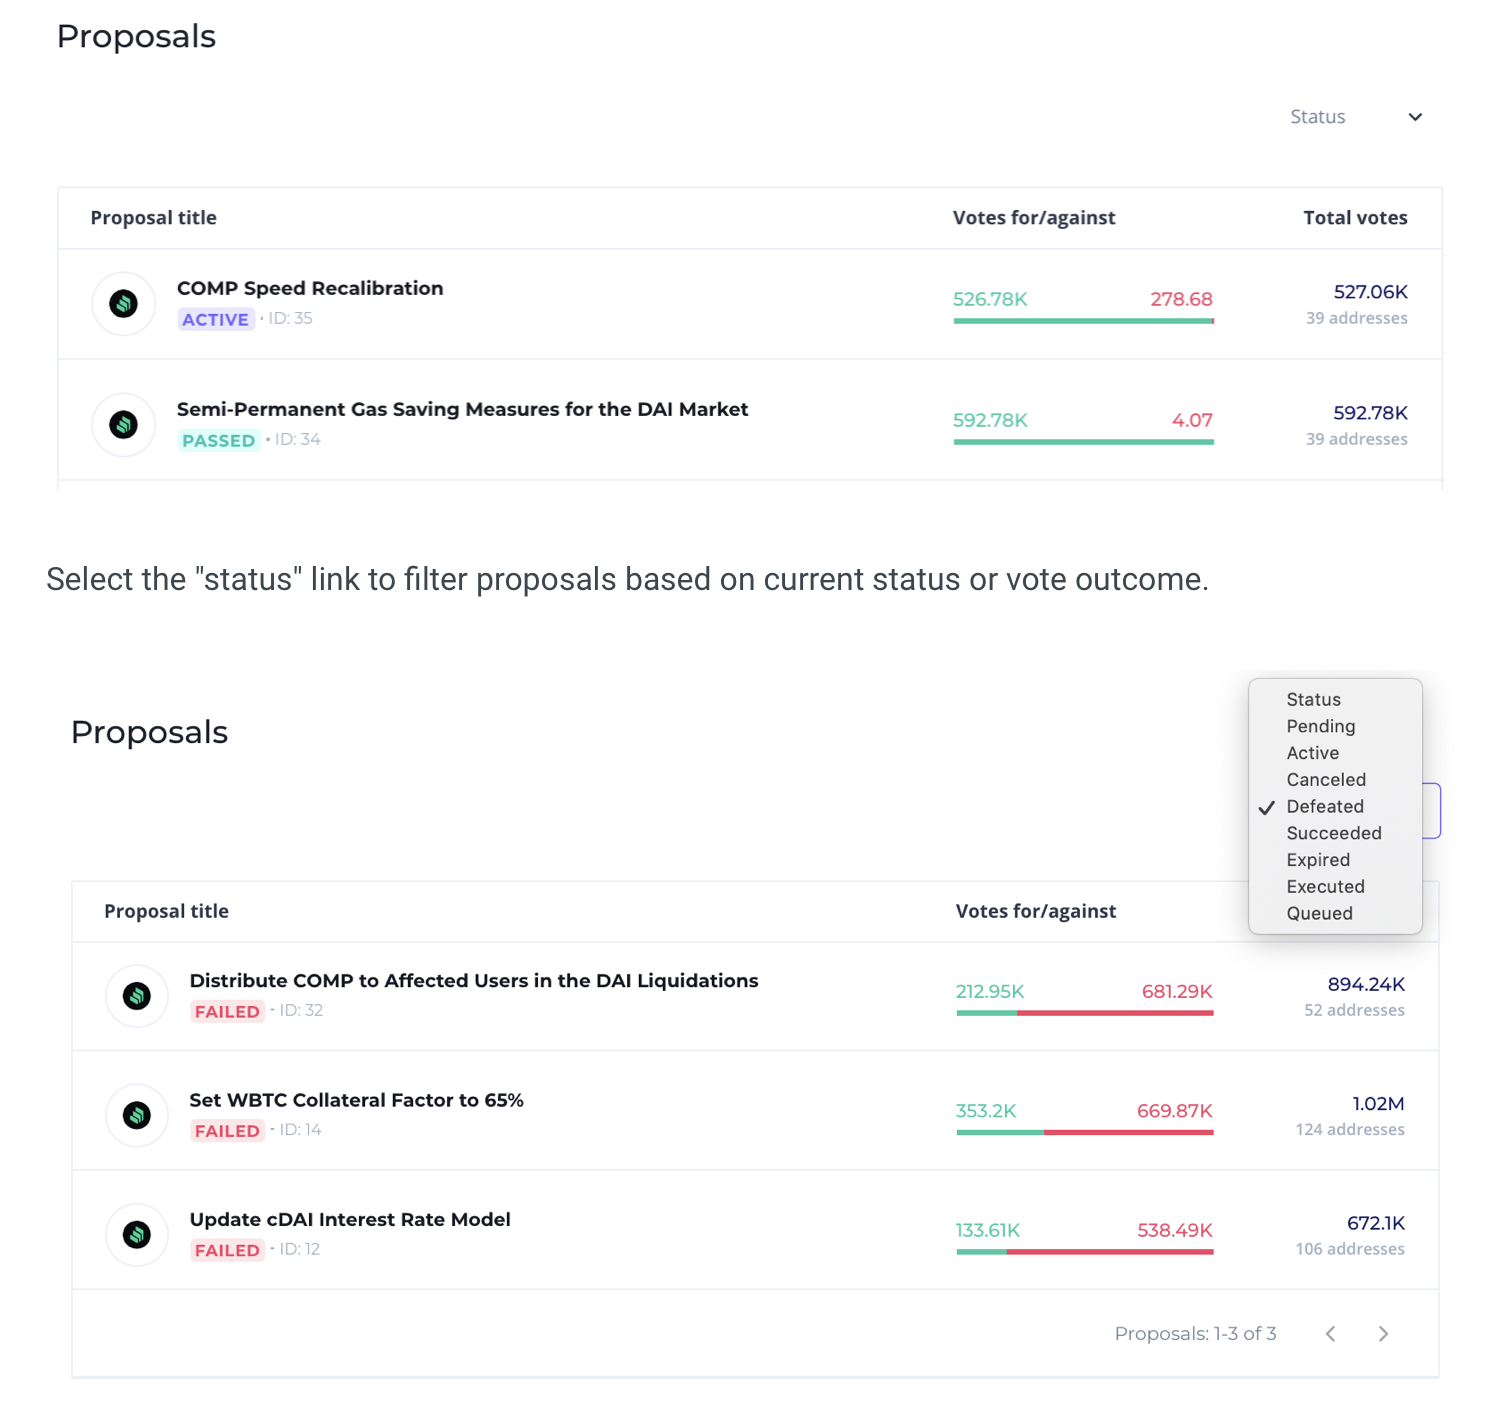 Proposals
Status
Proposal title Votes for/against Total votes
COMP Speed Recalibration
ACTIVE • ID: 35
526.78K 278.68
527.06K
39 addresses
Semi-Permanent Gas Saving Measures for the DAI Market
PASSED • ID: 34
592.78K 4.07
592.78K
39 addresses
Select the "status" link to filter proposals based on current status or vote outcome.
Proposals
Status
Pending
Active
Canceled
✓ Defeated
Succeeded
Expired
Executed
Queued
Proposal title Votes for/against
Distribute COMP to Affected Users in the DAI Liquidations
FAILED - ID: 32
212.95K 681.29K
894.24K
52 addresses
Set WBTC Collateral Factor to 65%
FAILED - ID: 14
353.2K 669.87K
1.02M
124 addresses
Update cDAI Interest Rate Model
FAILED - ID: 12
133.61K 538.49K
672.1K
106 addresses
Proposals: 1-3 of 3